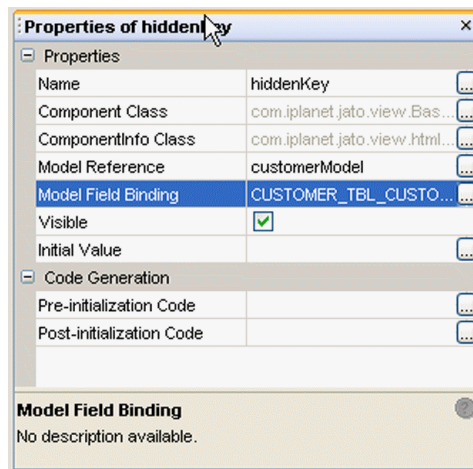 Properties of hiddenKey
Properties
Name hiddenKey
Component Class com.iplanet.jato.view.Bas...
ComponentInfo Class com.iplanet.jato.view.html...
Model Reference customerModel
Model Field Binding CUSTOMER_TBL_CUSTO...
Visible
Initial Value
Code Generation
Pre-initialization Code
Post-initialization Code
Model Field Binding
No description available.